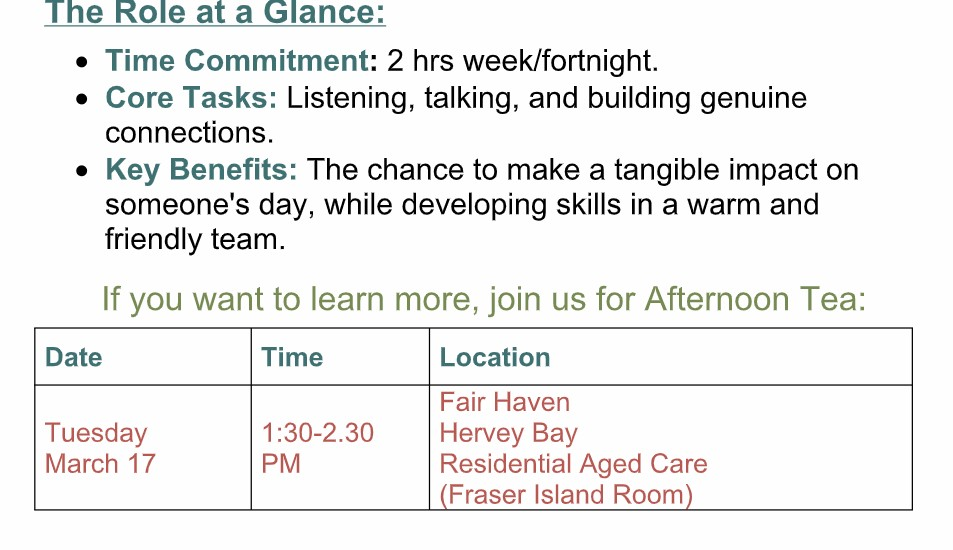 The Role at a Glance:
• Time Commitment: 2 hrs week/fortnight.
• Core Tasks: Listening, talking, and building genuine
connections.
• Key Benefits: The chance to make a tangible impact on
someone's day, while developing skills in a warm and
friendly team.
If you want to learn more, join us for Afternoon Tea:
Date Time Location
Tuesday
March 17
1:30-2.30
PM
Fair Haven
Hervey Bay
Residential Aged Care
(Fraser Island Room)